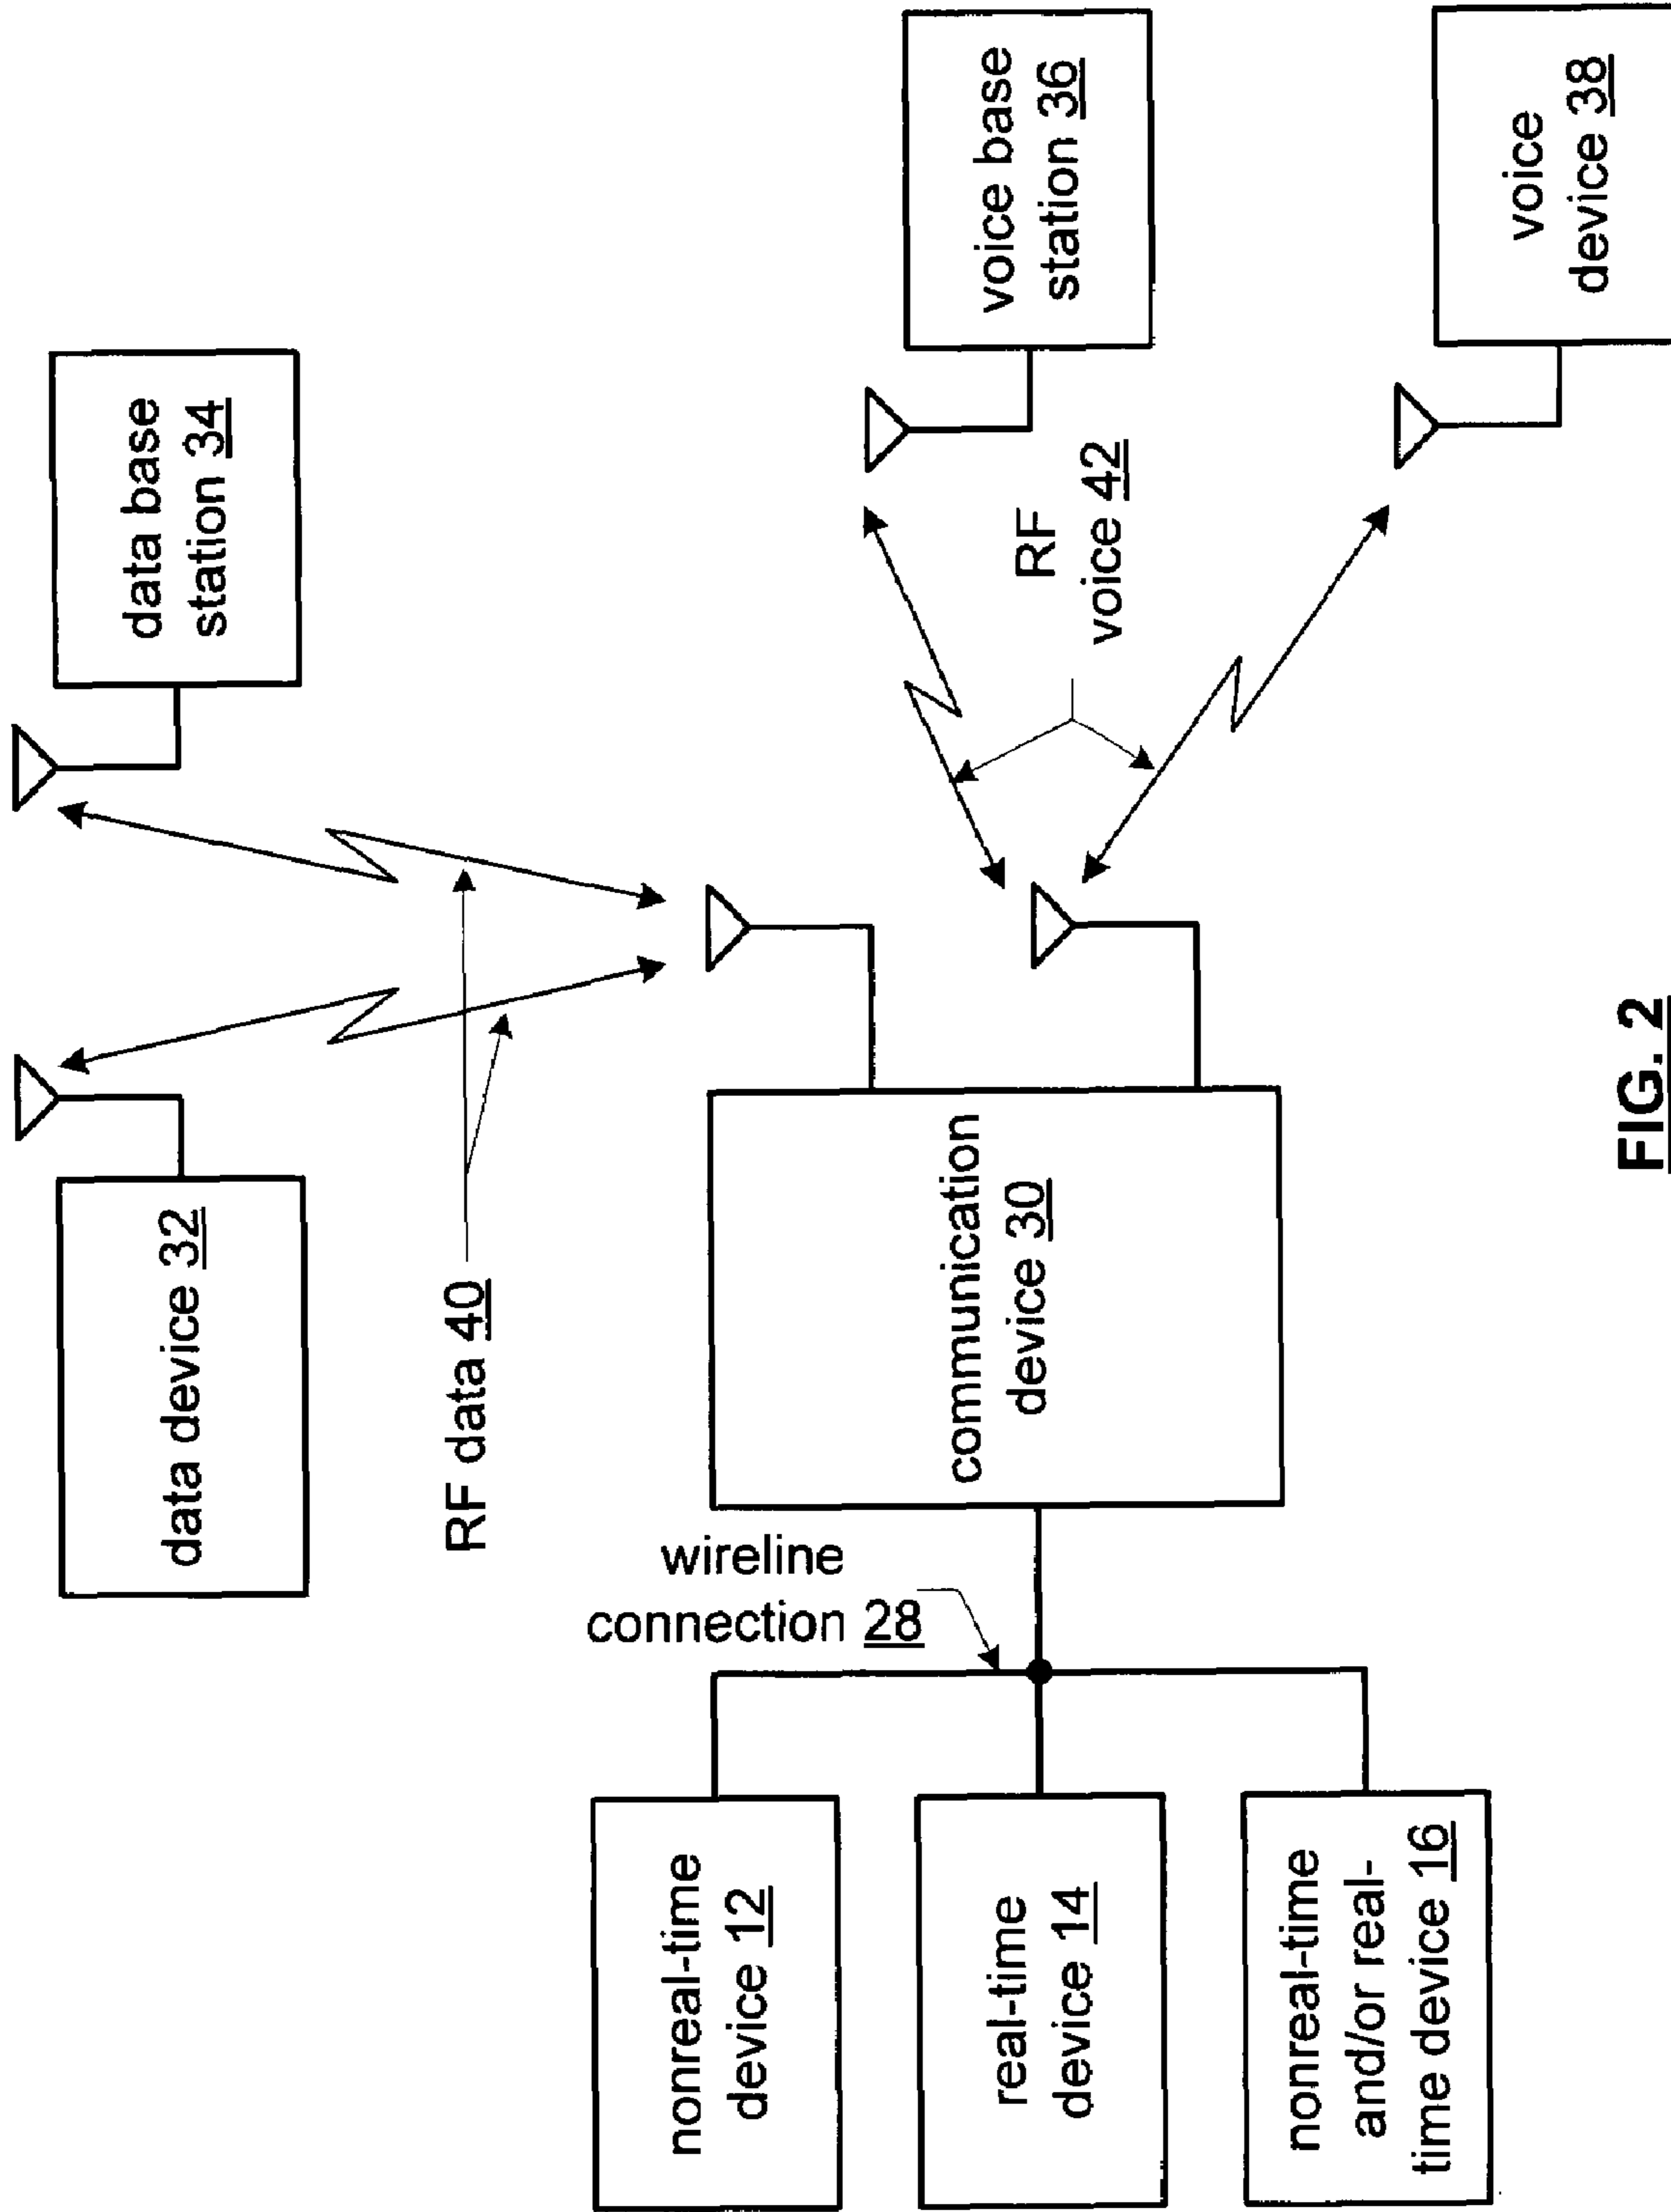 data device 32
data base
station 34
RF data 40
wireline
connection 28
nonreal-time
device 12
communication
device 30
RF
voice 42
voice base
station 36
real-time
device 14
nonreal-time
and/or real-
time device 16
voice
device 38
FIG. 2